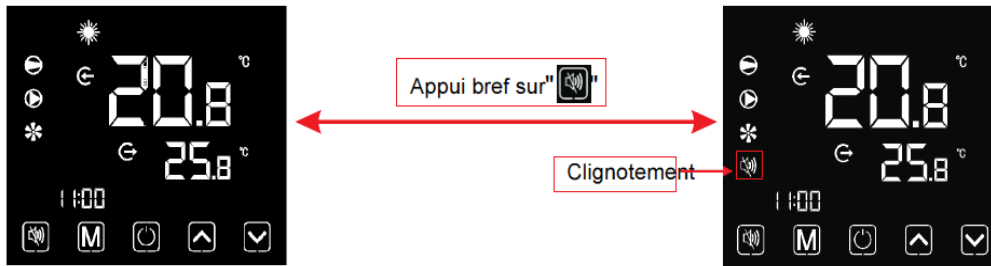 20.8 °C
25.8 °C
11:00
M
Appui bref sur" "
Clignotement
20.8 °C
25.8 °C
11:00
M